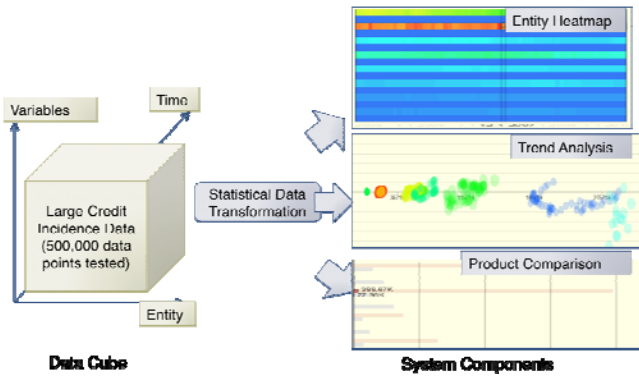 Entity Heatmap
Time
Variables
Trend Analysis
Large Credit
Incidence Data
(500,000 data
points tested)
Statistical Data
Transformation
Product Comparison
Entity
Data Cube
System Components